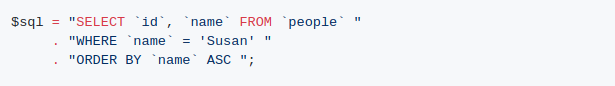 $sql = "SELECT `id`, `name` FROM `people` "
     . "WHERE `name` = 'Susan' "
     . "ORDER BY `name` ASC ";